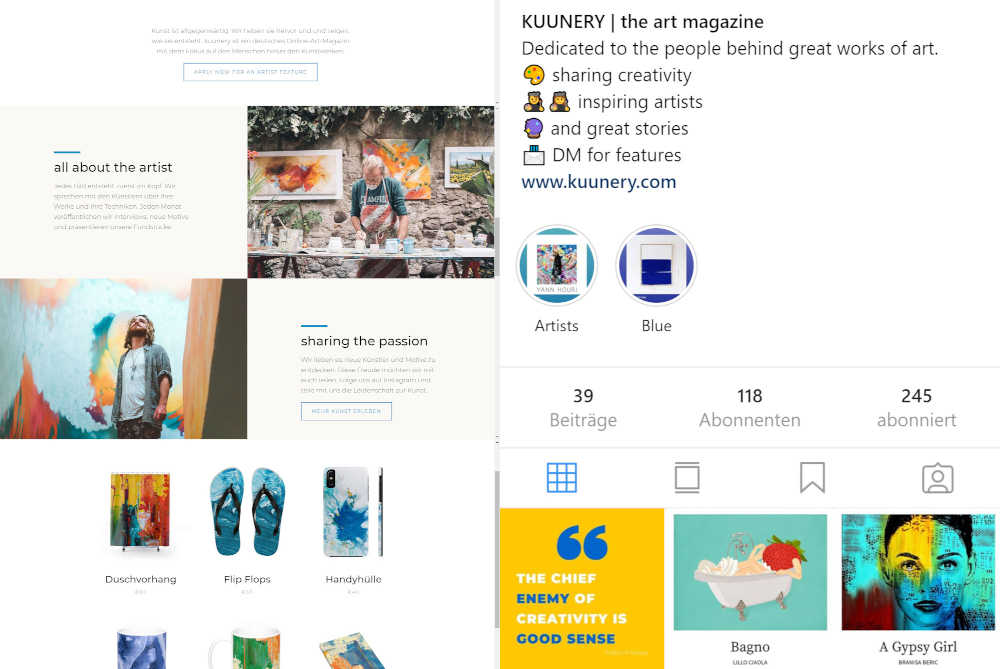 Kunst ist allgegenwärtig. Wir heben sie hervor und und zeigen,
wie sie entsteht. kuunery ist ein deutsches Online-Art-Magazin
mit dem Fokus auf den Menschen hinter den Kunstwerken.
APPLY NOW FOR AN ARTIST FEATURE
all about the artist
Jedes Bild entsteht zuerst im Kopf. Wir
sprechen mit den Künstlern über ihre
Werke und ihre Techniken. Jeden Monat
veröffentlichen wir Interviews, neue Motive
und präsentieren unsere Fundstücke.
sharing the passion
Wir lieben es, neue Künstler und Motive zu
entdecken. Diese Freude möchten wir mit
euch teilen. Folge uns auf Instagram und
teile mit uns die Leidenschaft zur Kunst.
MEHR KUNST ERLEBEN
Duschvorhang
Flip Flops
Handyhülle
KUUNERY | the art magazine
Dedicated to the people behind great works of art.
sharing creativity
inspiring artists
and great stories
DM for features
www.kuunery.com
YANN HOURI
Artists
Blue
39
118
245
Beiträge
Abonnenten
abonniert
THE CHIEF
ENEMY OF
CREATIVITY IS
GOOD SENSE
Bagno
LILLO CIAOLA
A Gypsy Girl
BRANISA BERIC